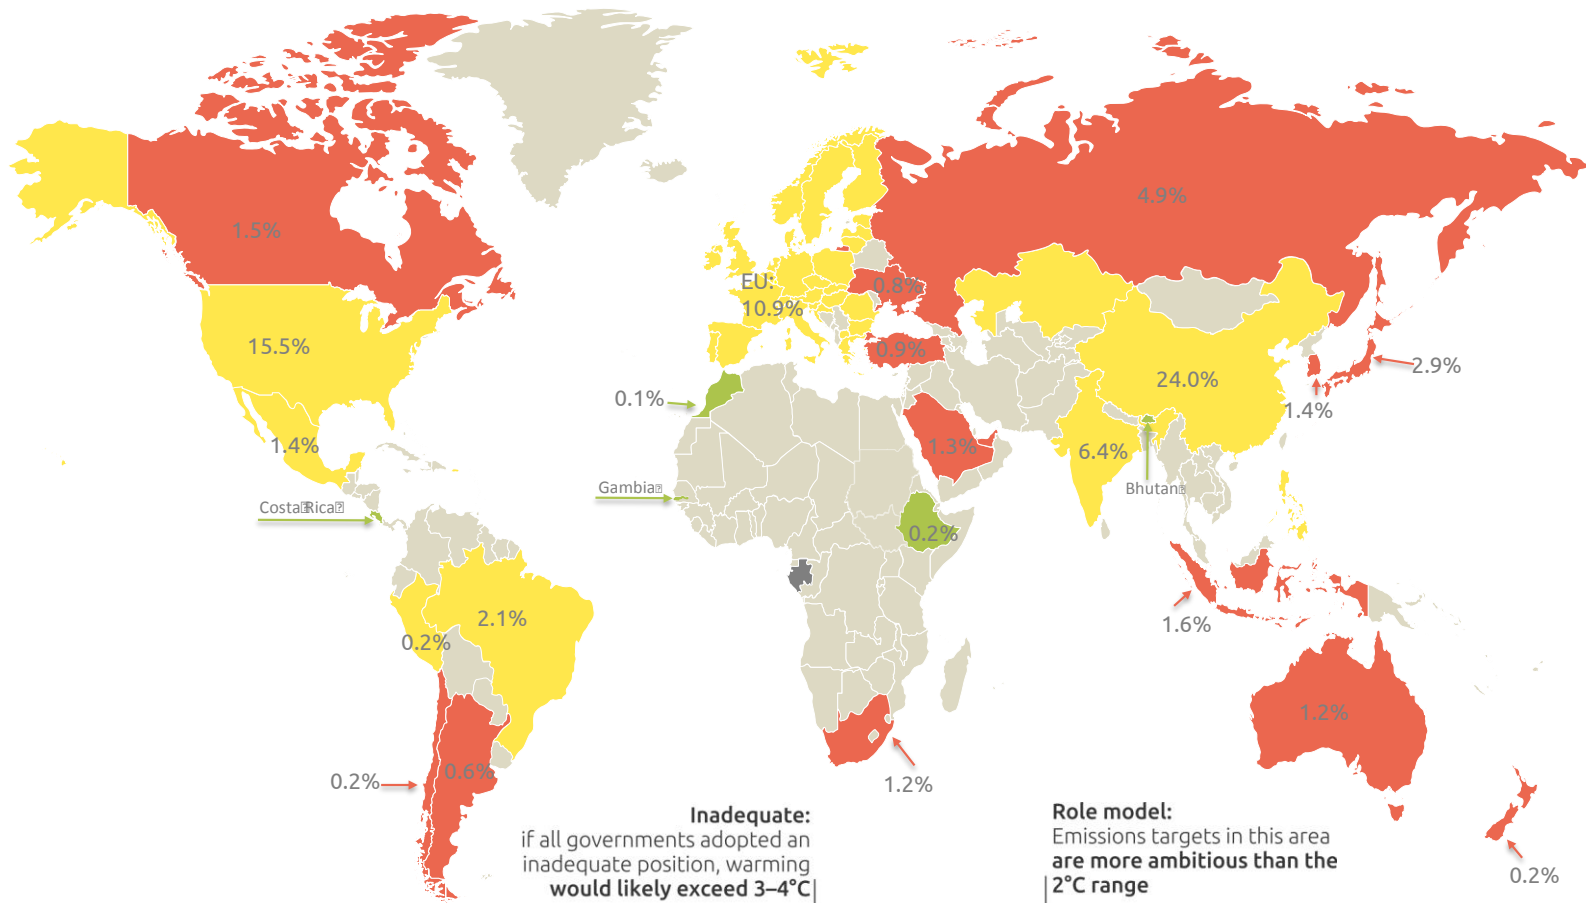 4.9%
1.5%
EU:
10.9%
0.8%
15.5%
0.9%
2.9%
24.0%
0.1%
1.4%
1.4%
1.3%
6.4%
Gambia
Bhutan
Costa Rica
0.2%
2.1%
1.6%
0.2%
1.2%
0.6%
0.2%
1.2%
Inadequate:
if all governments adopted an
inadequate position, warming
would likely exceed 3–4°C
Role model:
Emissions targets in this area
are more ambitious than the
2°C range
0.2%